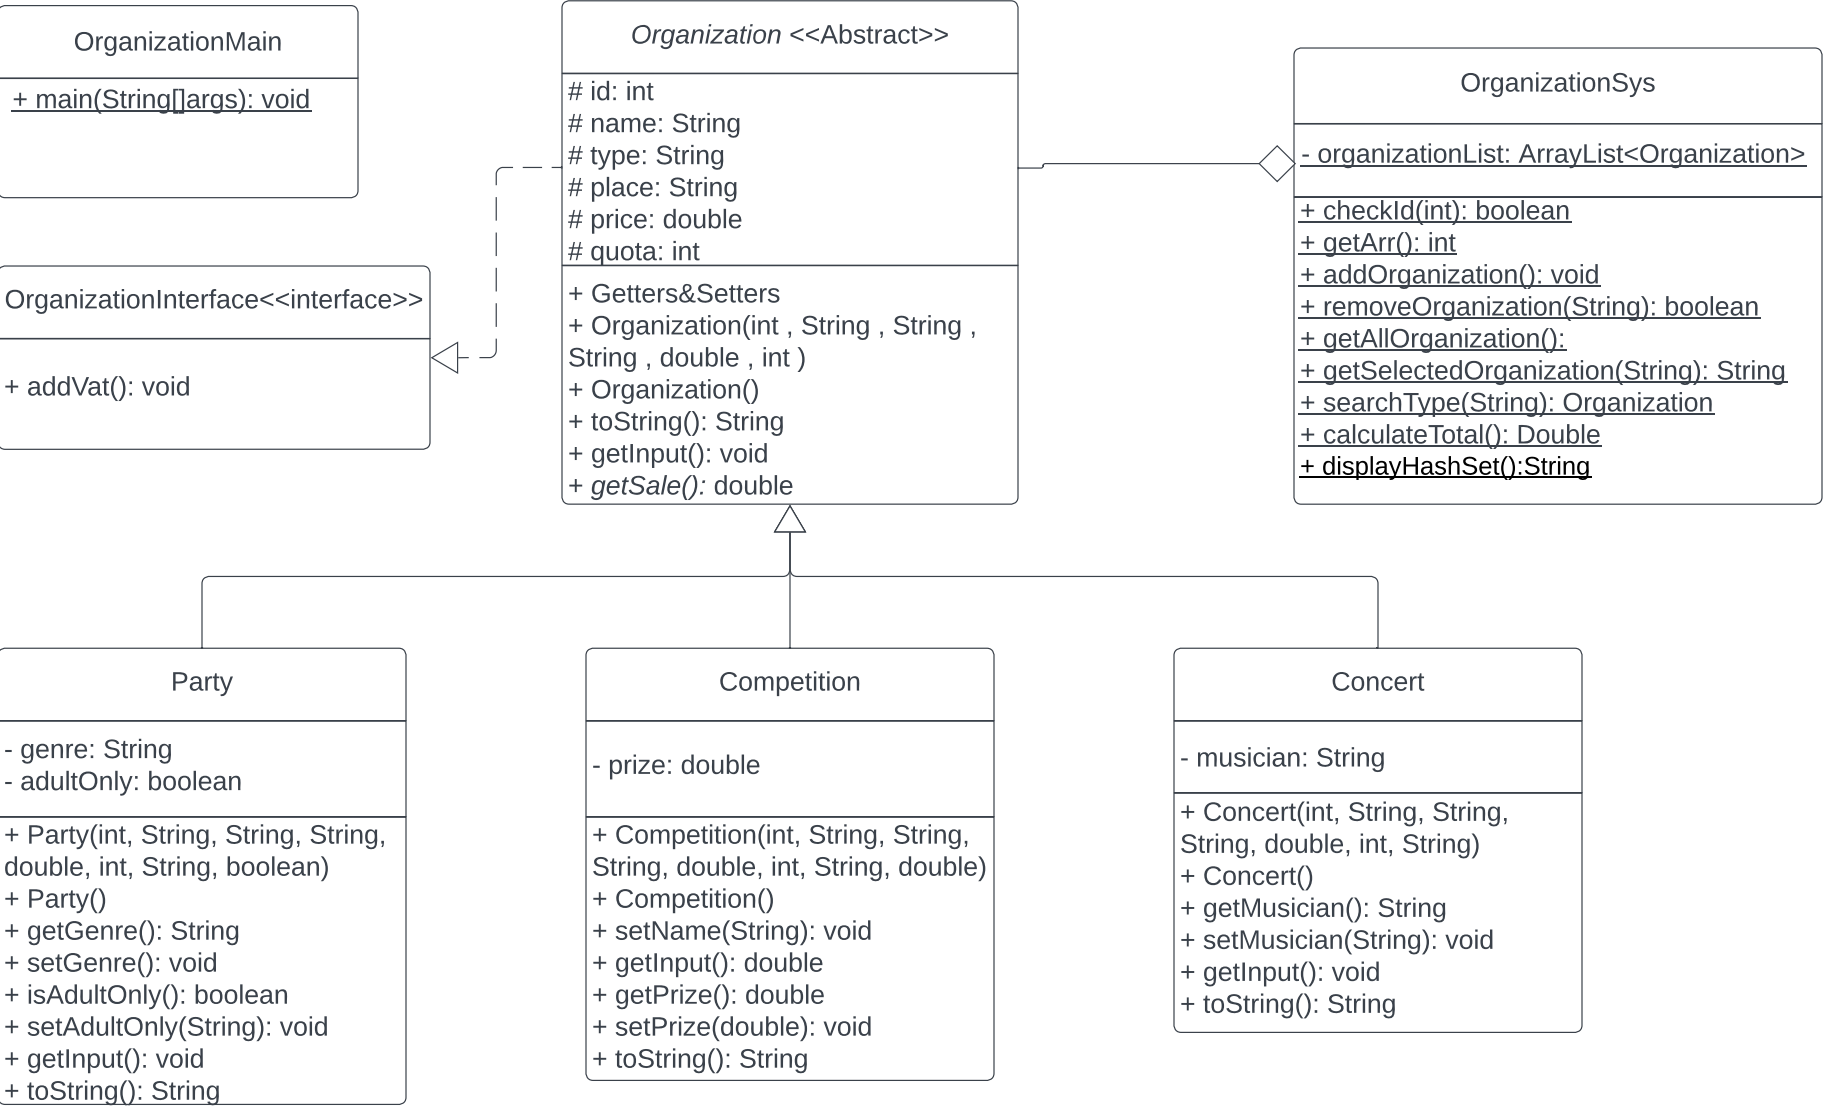 OrganizationMain
+ main(String[]args): void
OrganizationInterface<<interface>>
+ addVat(): void
Organization <<Abstract>>
# id: int
# name: String
# type: String
# place: String
# price: double
# quota: int
+ Getters&Setters
+ Organization(int , String , String ,
String , double , int )
+ Organization()
+ toString(): String
+ getInput(): void
+ getSale(): double
OrganizationSys
- organizationList: ArrayList<Organization>
+ checkId(int): boolean
+ getArr(): int
+ addOrganization(): void
+ removeOrganization(String): boolean
+ getAllOrganization():
+ getSelectedOrganization(String): String
+ searchType(String): Organization
+ calculateTotal(): Double
+ displayHashSet():String
Party
- genre: String
- adultOnly: boolean
+ Party(int, String, String, String,
double, int, String, boolean)
+ Party()
+ getGenre(): String
+ setGenre(): void
+ isAdultOnly(): boolean
+ setAdultOnly(String): void
+ getInput(): void
+ toString(): String
Competition
- prize: double
+ Competition(int, String, String,
String, double, int, String, double)
+ Competition()
+ setName(String): void
+ getInput(): double
+ getPrize(): double
+ setPrize(double): void
+ toString(): String
Concert
- musician: String
+ Concert(int, String, String,
String, double, int, String)
+ Concert()
+ getMusician(): String
+ setMusician(String): void
+ getInput(): void
+ toString(): String